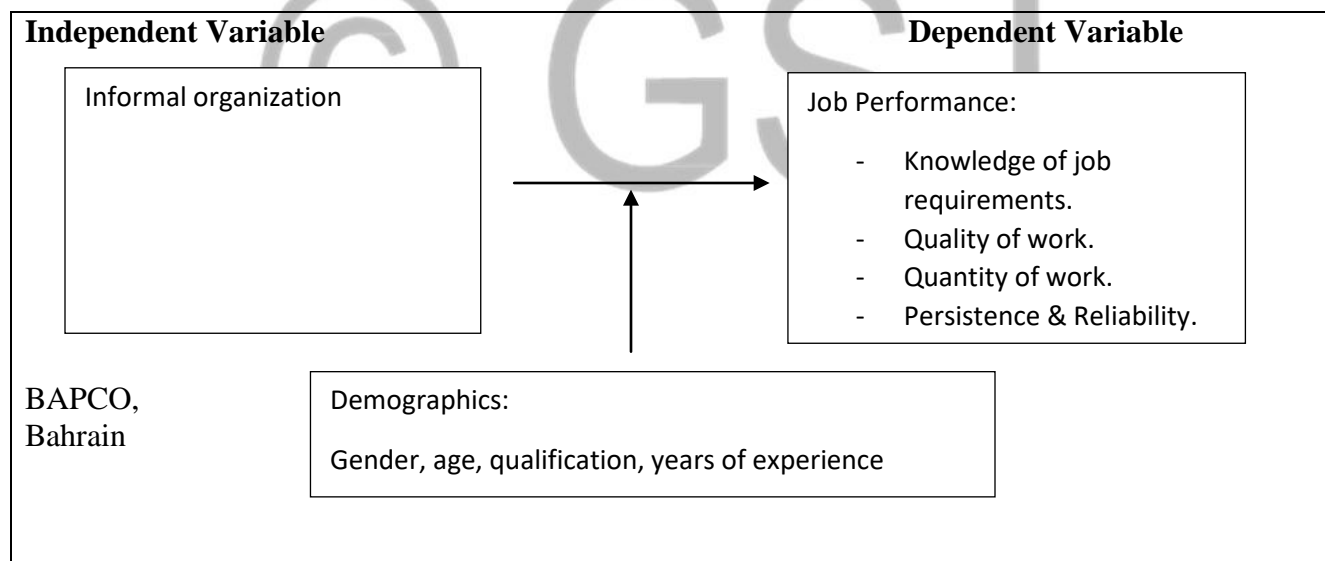 © GSJ
Independent Variable
Dependent Variable
Informal organization
Job Performance:
- Knowledge of job
requirements.
- Quality of work.
- Quantity of work.
- Persistence & Reliability.
BAPCO,
Bahrain
Demographics:
Gender, age, qualification, years of experience